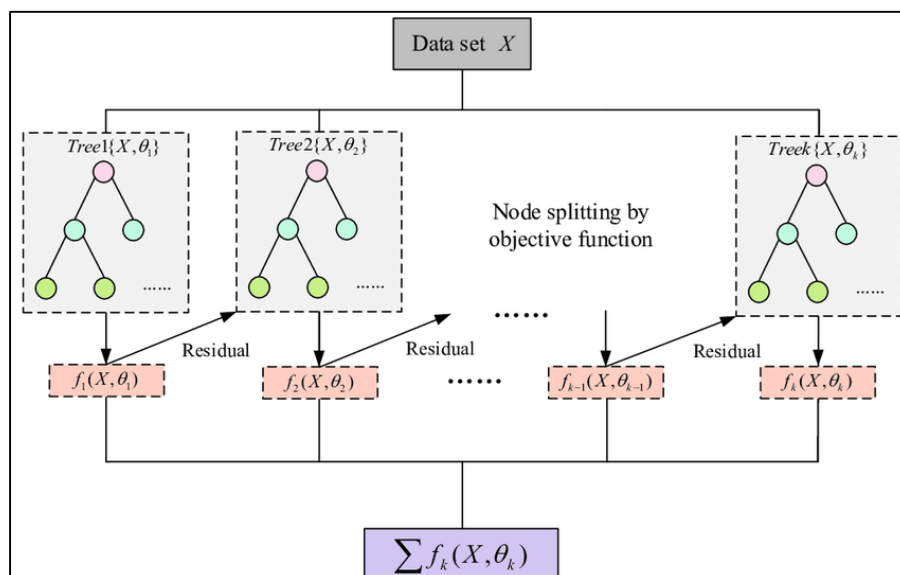 Data set X
Tree1{X,θ₁}
Tree2{X,θ₂}
Treek{X,θₖ}
Node splitting by
objective function
......
......
......
......
Residual
Residual
Residual
f₁(X,θ₁)
f₂(X,θ₂)
......
fₖ₋₁(X,θₖ₋₁)
fₖ(X,θₖ)
∑fₖ(X,θₖ)